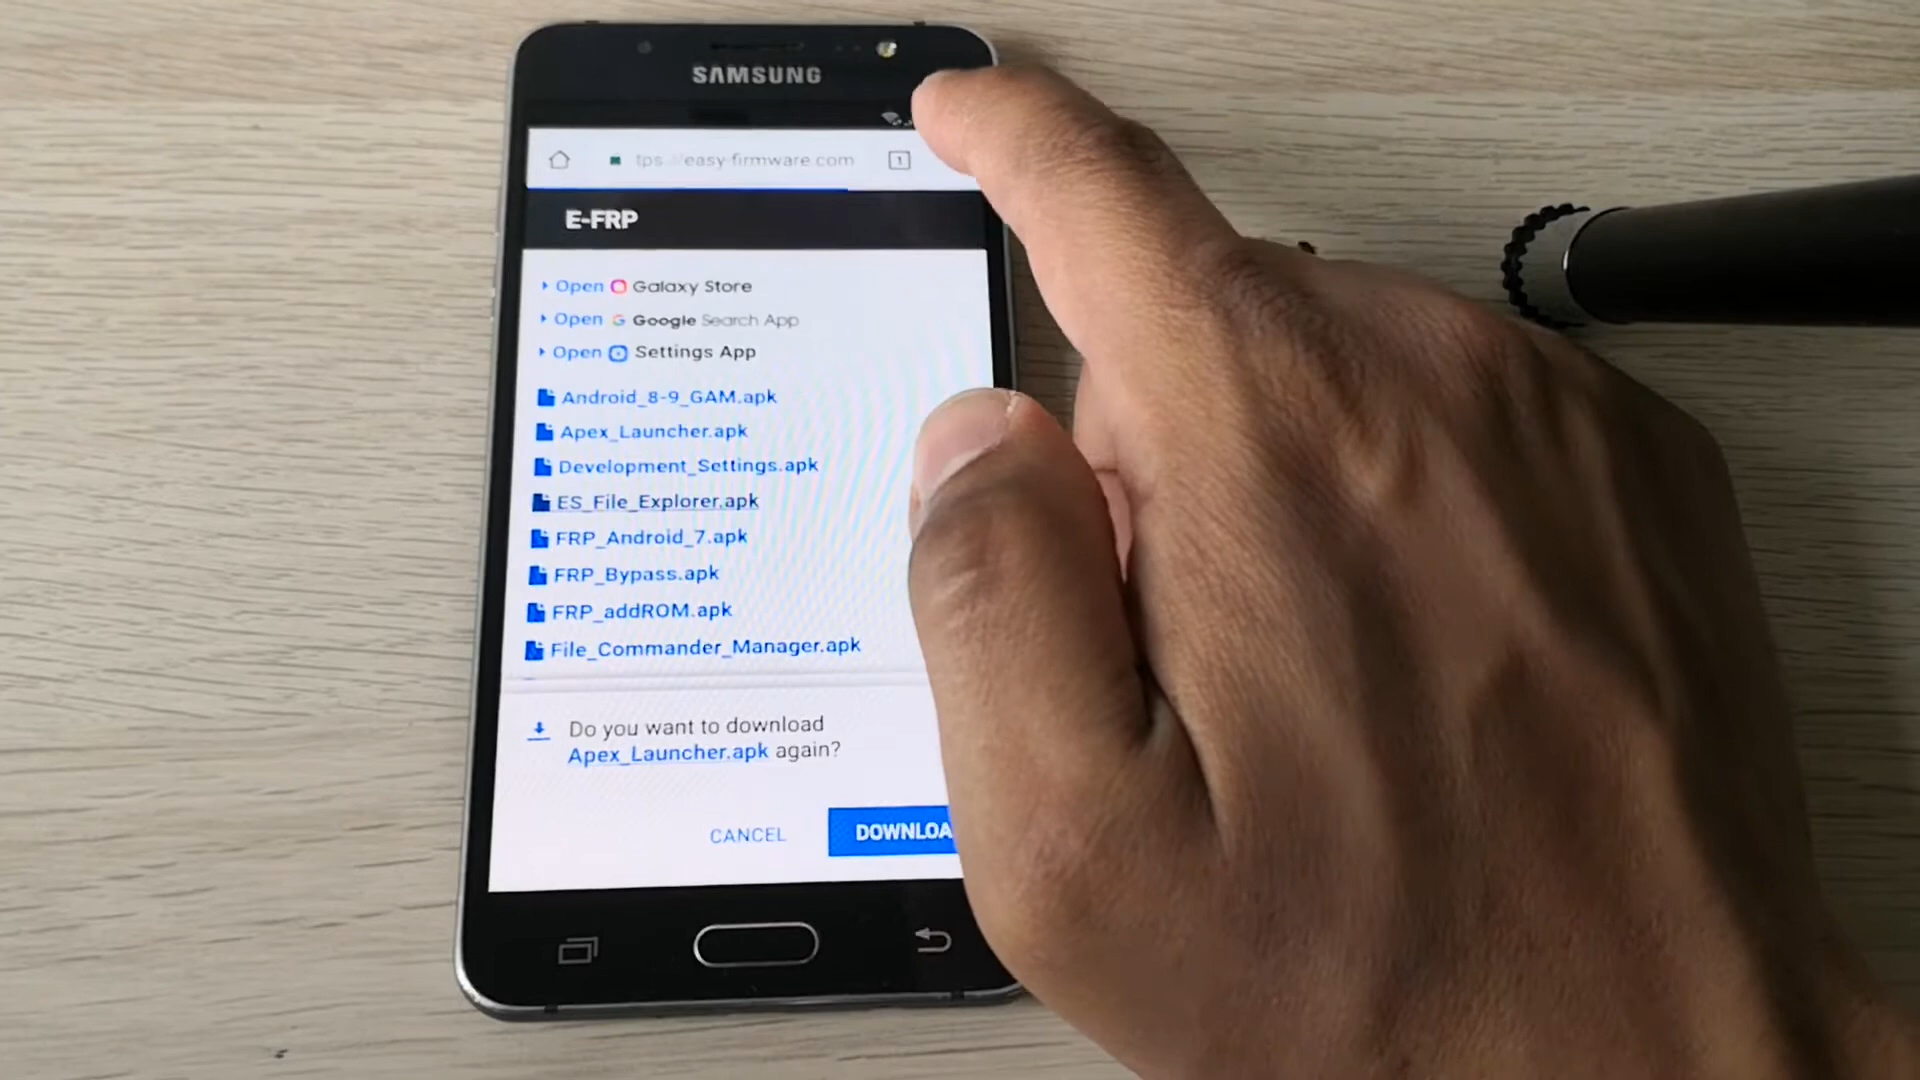 SAMSUNG
tps://easy-firmware.com
1
E-FRP
Open Galaxy Store
Open Google Search App
Open Settings App
Android_8-9_GAM.apk
Apex_Launcher.apk
Development_Settings.apk
ES_File_Explorer.apk
FRP_Android_7.apk
FRP_Bypass.apk
FRP_addROM.apk
File_Commander_Manager.apk
Do you want to download
Apex_Launcher.apk again?
CANCEL
DOWNLOA